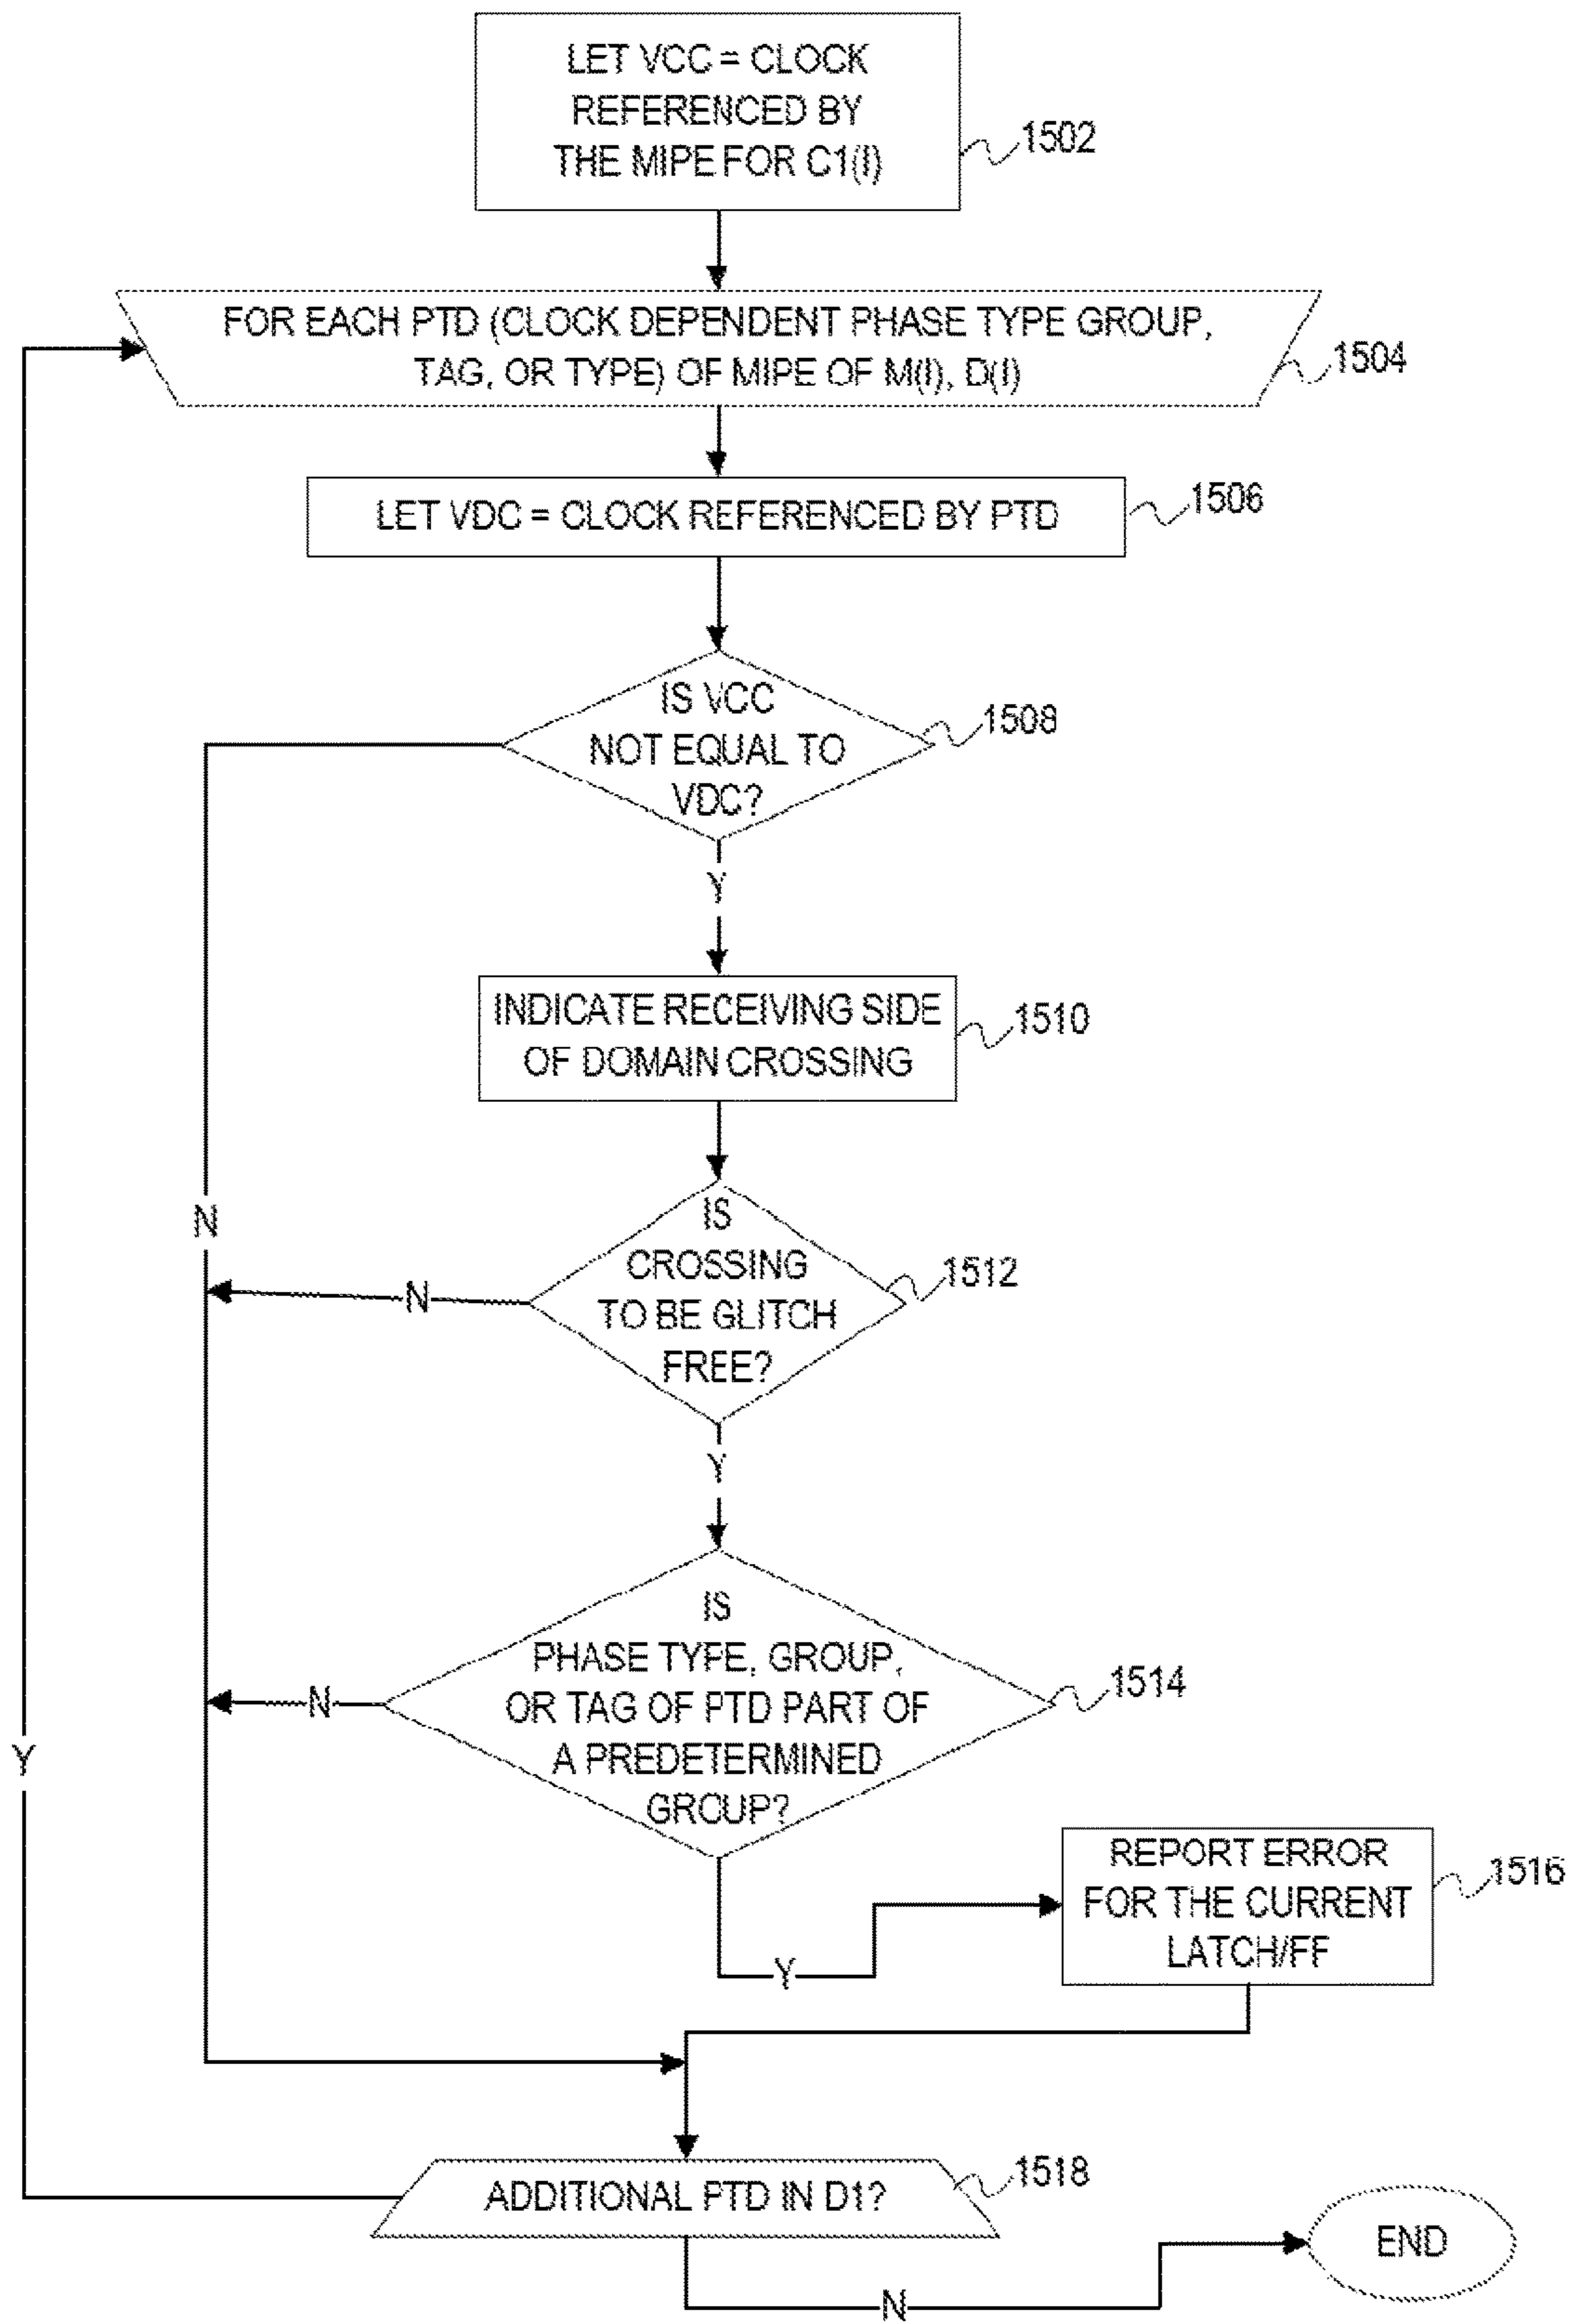 LET VCC = CLOCK
REFERENCED BY
THE MIPE FOR C1(I)
1502
FOR EACH PTD (CLOCK DEPENDENT PHASE TYPE GROUP,
TAG, OR TYPE) OF MIPE OF M(I), D(I)
1504
LET VDC = CLOCK REFERENCED BY PTD
1506
IS VCC
NOT EQUAL TO
VDC?
1508
Y
INDICATE RECEIVING SIDE
OF DOMAIN CROSSING
1510
N
IS
CROSSING
TO BE GLITCH
FREE?
1512
N
Y
IS
PHASE TYPE, GROUP,
OR TAG OF PTD PART OF
A PREDETERMINED
GROUP?
1514
N
Y
Y
REPORT ERROR
FOR THE CURRENT
LATCH/FF
1516
ADDITIONAL PTD IN D1?
1518
N
END